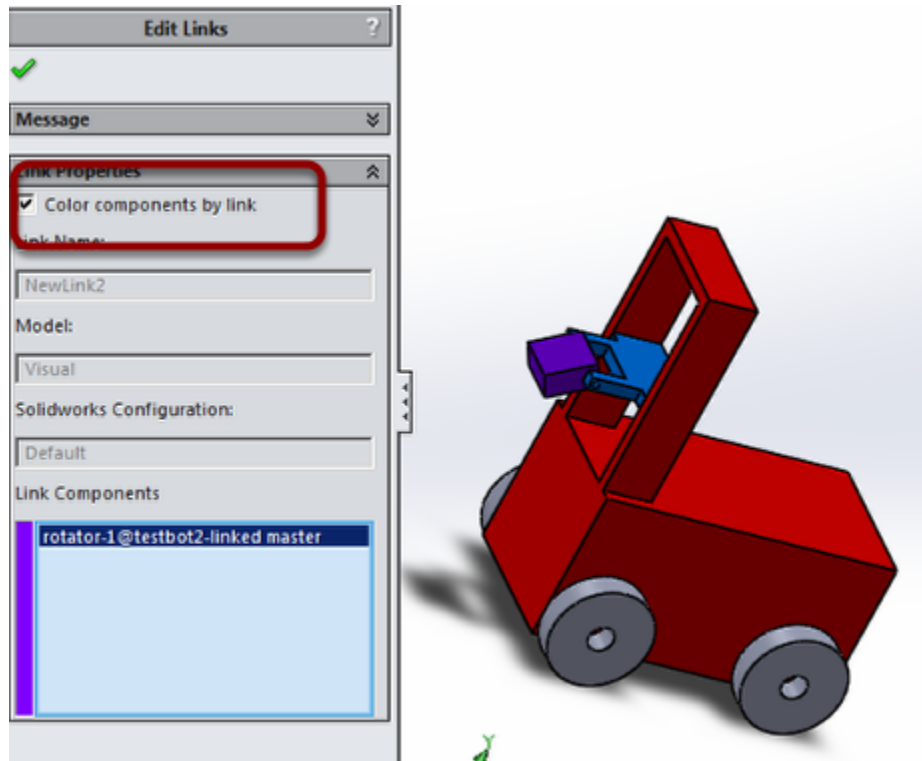 Edit Links ?
Message
Link Properties
Color components by link
Link Name:
NewLink2
Model:
Visual
Solidworks Configuration:
Default
Link Components
rotator-1@testbot2-linked master
Y